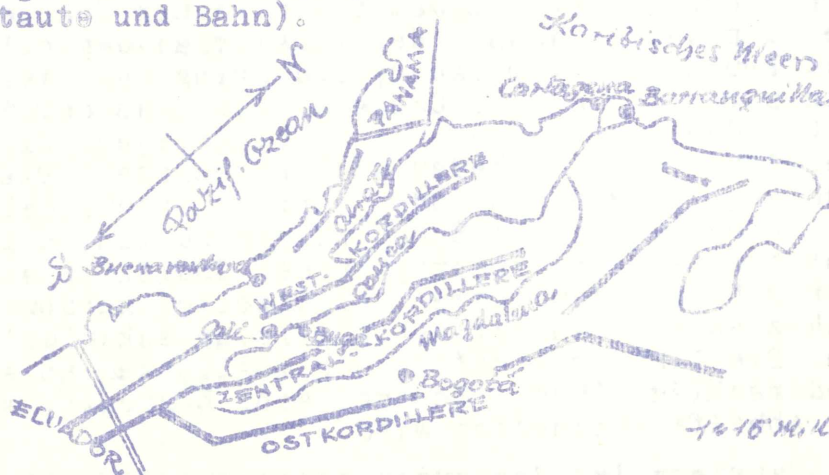 taute und Bahn).
Karibisches Meer
Cartagena Barranquilla
PANAMA
N
Pazif. Ozean
S
Buenaventura
WEST-KORDILLERE
Cauca
Cali
Buga
ZENTRAL-KORDILLERE
Magdalena
Bogotá
ECUADOR
OSTKORDILLERE